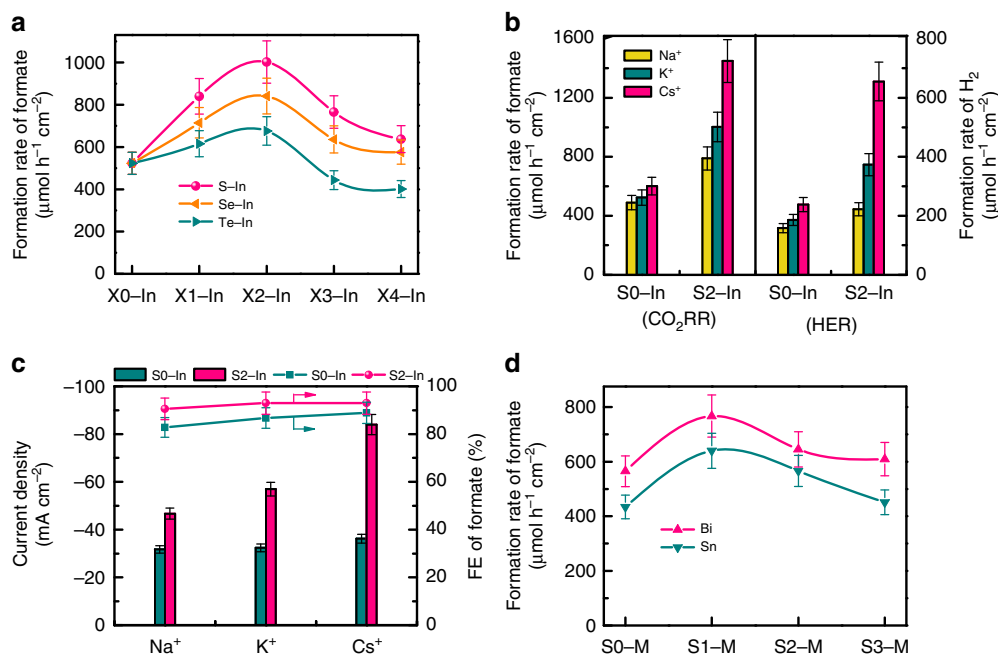 a
Formation rate of formate
(μmol h⁻¹ cm⁻²)
1000
800
600
400
200
0
S–In
Se–In
Te–In
X0–In X1–In X2–In X3–In X4–In
b
Formation rate of formate
(μmol h⁻¹ cm⁻²)
1600
1200
800
400
0
Na⁺
K⁺
Cs⁺
800
700
600
500
400
300
200
100
0
Formation rate of H₂
(μmol h⁻¹ cm⁻²)
S0–In S2–In S0–In S2–In
(CO₂RR) (HER)
c
S0–In S2–In S0–In S2–In
Current density
(mA cm⁻²)
–100
–80
–60
–40
–20
0
100
80
60
40
20
0
FE of formate (%)
Na⁺ K⁺ Cs⁺
d
Formation rate of formate
(μmol h⁻¹ cm⁻²)
800
600
400
200
0
Bi
Sn
S0–M S1–M S2–M S3–M